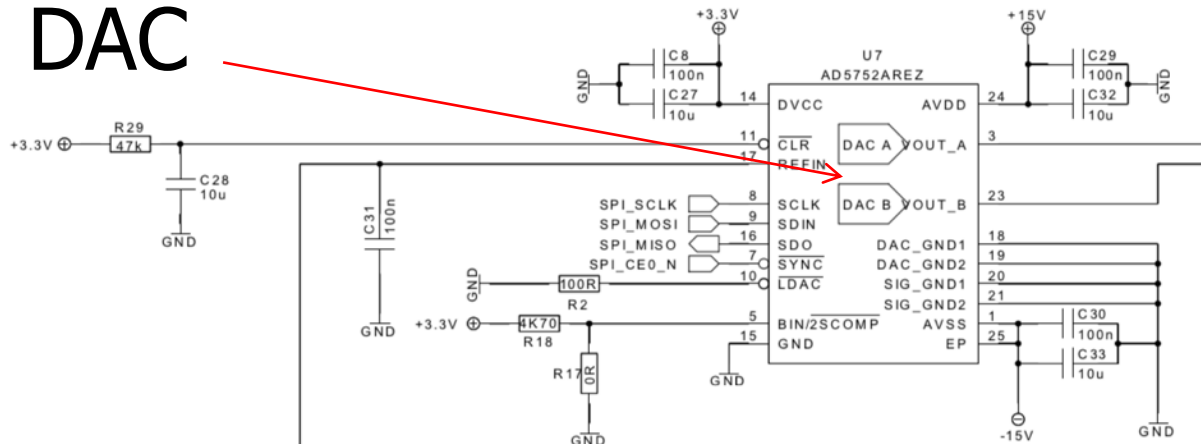 DAC
+3.3V
C8
100n
GND
C27
10u
U7
AD5752AREZ
+15V
C29
100n
GND
C32
10u
14 DVCC
AVDD 24
+3.3V
R29
47k
11 CLR
DAC A VOUT_A 3
17 REFIN
C28
10u
GND
C31
100n
GND
DAC B VOUT_B 23
SPI_SCLK 8 SCLK
SPI_MOSI 9 SDIN
SPI_MISO 16 SDO
SPI_CE0_N 7 SYNC
GND 100R 10 LDAC
R2
DAC_GND1 18
DAC_GND2 19
SIG_GND1 20
SIG_GND2 21
+3.3V 4K70 5 BIN/2SCOMP
R18
AVSS 1
15 GND
EP 25
C30
100n
C33
10u
R17
0R
GND
GND
-15V
GND